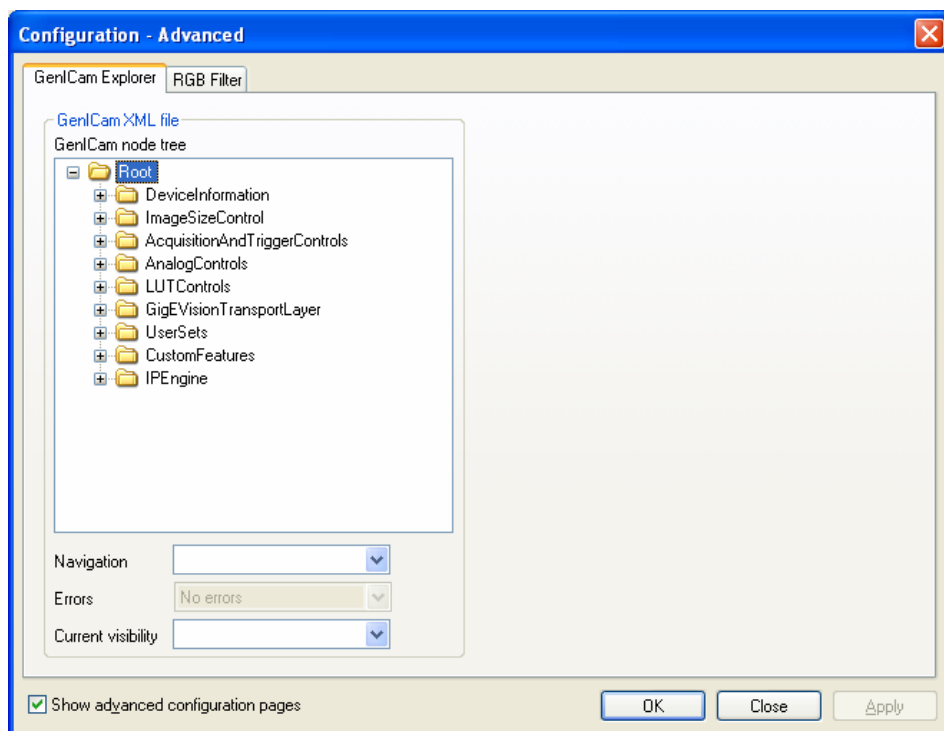 Configuration - Advanced
GenICam Explorer RGB Filter
GenICam XML file
GenICam node tree
Root
DeviceInformation
ImageSizeControl
AcquisitionAndTriggerControls
AnalogControls
LUTControls
GigEVisionTransportLayer
UserSets
CustomFeatures
IPEngine
Navigation
Errors No errors
Current visibility
Show advanced configuration pages OK Close Apply